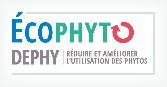 ÉCOPHYTO
DEPHY
RÉDUIRE ET AMÉLIORER
L'UTILISATION DES PHYTOS